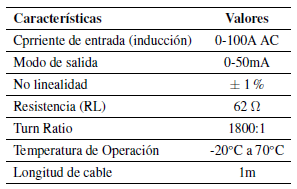 Característica Valores
Cprriente de entrada (inducción) 0-100A AC
Modo de salida 0-50mA
No linealidad ± 1 %
Resistencia (RL) 62 Ω
Turn Ratio 1800:1
Temperatura de Operación -20°C a 70°C
Longitud de cable 1m